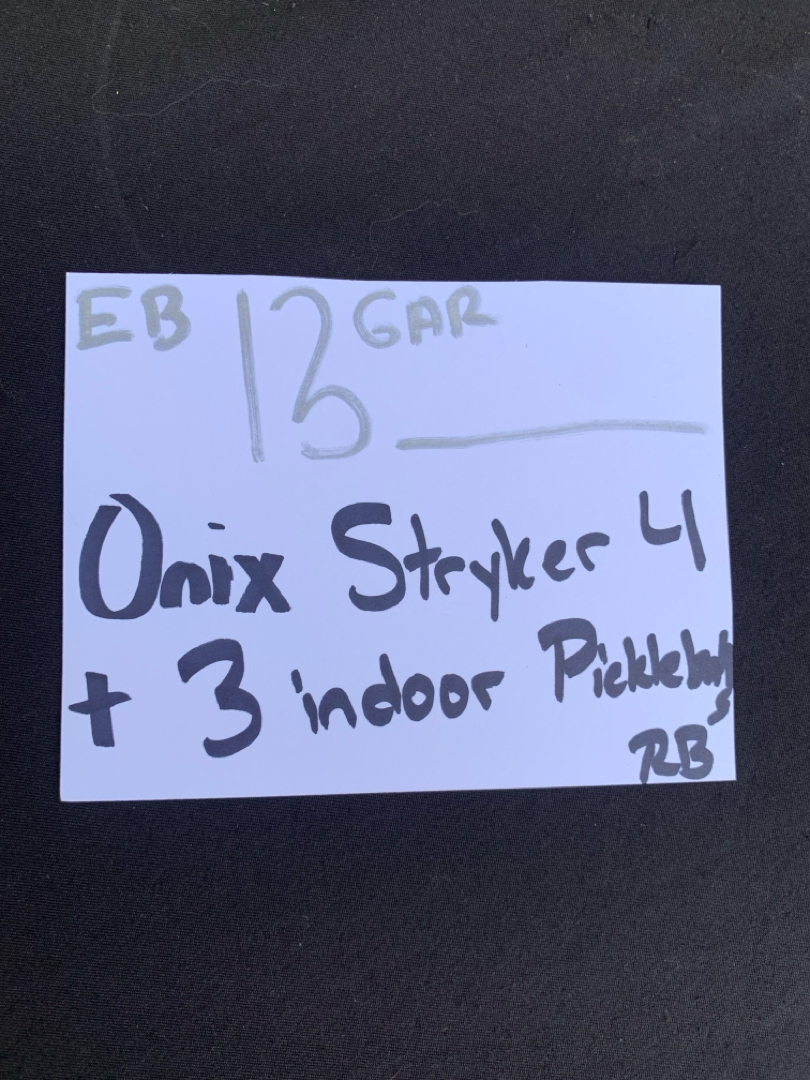 EB 13 GAR
Onix Stryker 4
+ 3 indoor Pickleballs
RB